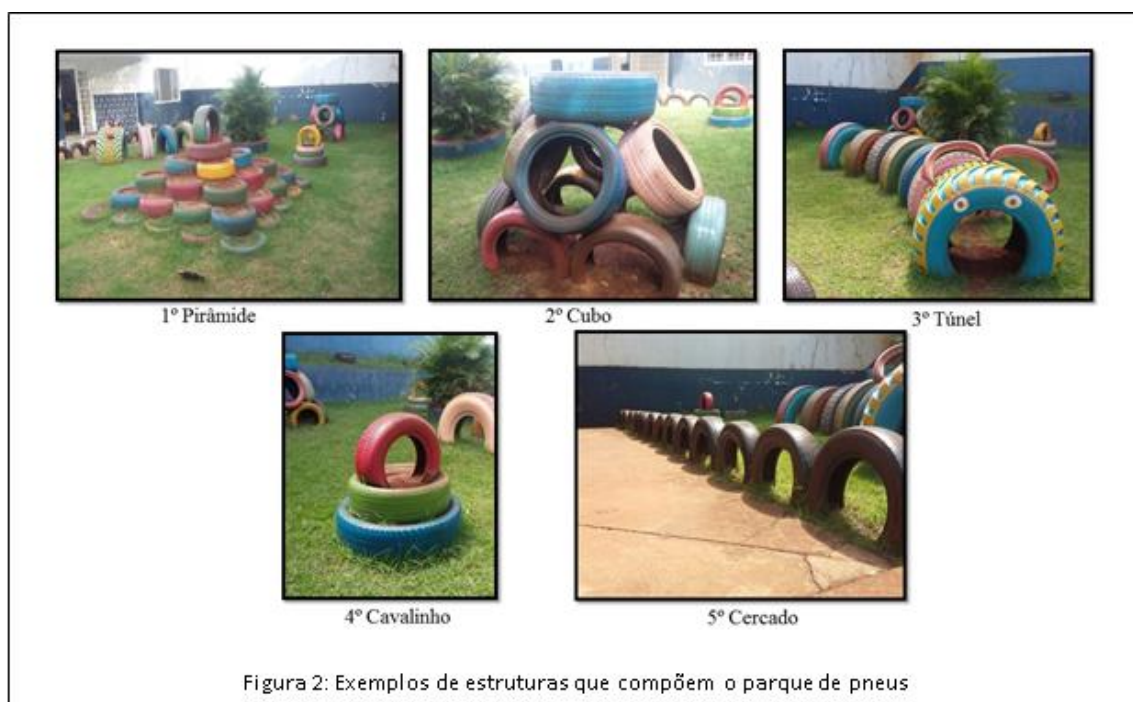 1º Pirâmide
2º Cubo
3º Túnel
4º Cavalinho
5º Cercado
Figura 2: Exemplos de estruturas que compõem o parque de pneus